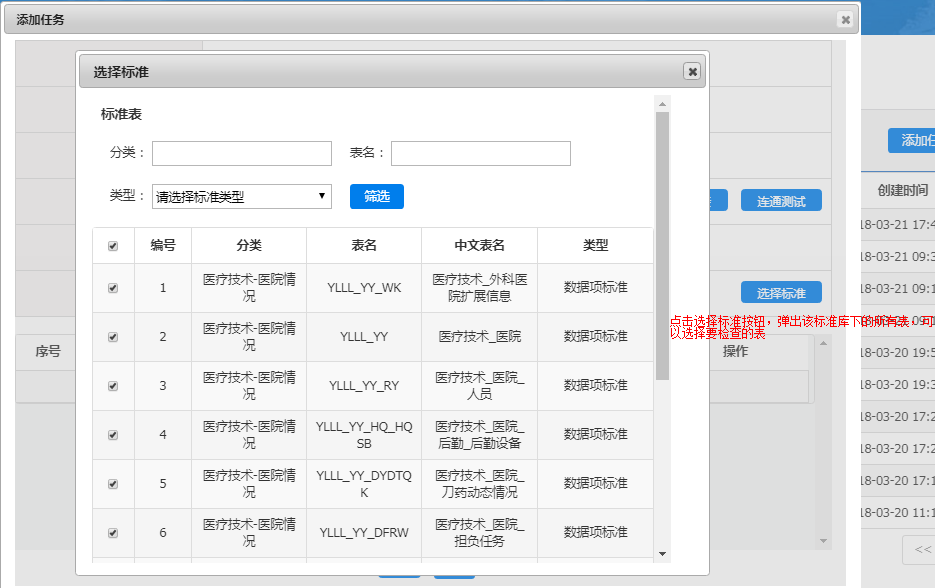 添加任务
选择标准
标准表
分类：
表名：
类型：
请选择标准类型
筛选
编号 分类 表名 中文表名 类型
1 医疗技术-医院情况 YLLL_YY_WK 医疗技术_外科医院扩展信息 数据项标准
2 医疗技术-医院情况 YLLL_YY 医疗技术_医院 数据项标准
3 医疗技术-医院情况 YLLL_YY_RY 医疗技术_医院_人员 数据项标准
4 医疗技术-医院情况 YLLL_YY_HQ_HQSB 医疗技术_医院_后勤_后勤设备 数据项标准
5 医疗技术-医院情况 YLLL_YY_DYDTQK 医疗技术_医院_刀药动态情况 数据项标准
6 医疗技术-医院情况 YLLL_YY_DFRW 医疗技术_医院_担负任务 数据项标准
连通测试
选择标准
点击选择标准按钮，弹出该标准库下的所有表，可
以选择要检查的表
序号
操作
添加任
创建时间
18-03-21 17:4
18-03-21 09:3
18-03-21 09:1
18-03-20 19:5
18-03-20 19:3
18-03-20 17:2
18-03-20 17:2
18-03-20 17:1
18-03-20 11:1
<<